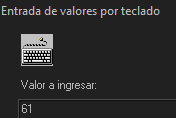 Entrada de valores por teclado
Valor a ingresar:
61